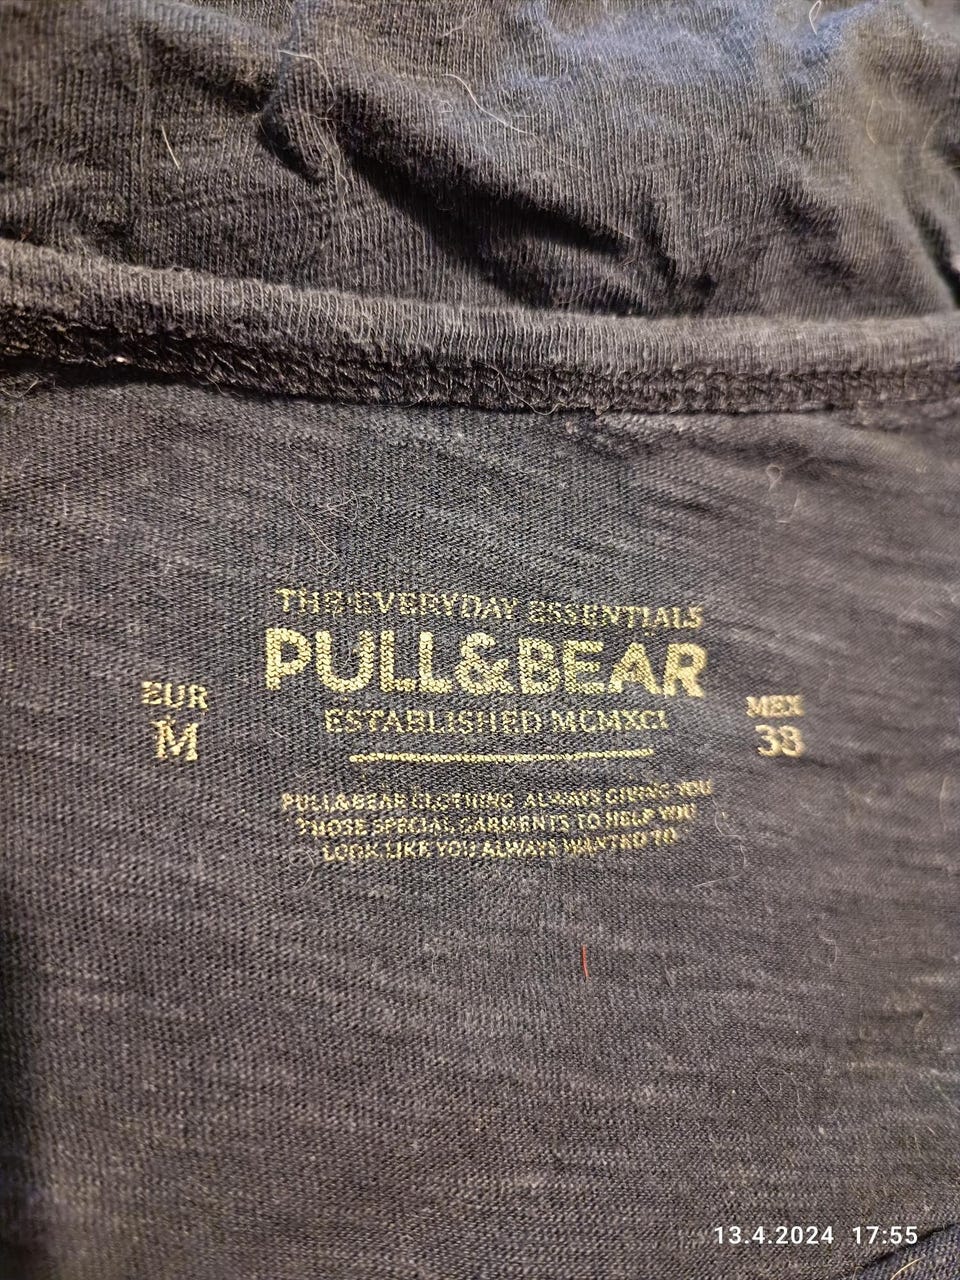 THE EVERYDAY ESSENTIALS
PULL&BEAR
EUR
M
ESTABLISHED MCMXCI
MEX
38
PULL&BEAR CLOTHING ALWAYS GIVING YOU
THOSE SPECIAL GARMENTS TO HELP YOU
LOOK LIKE YOU ALWAYS WANTED TO
13.4.2024 17:55